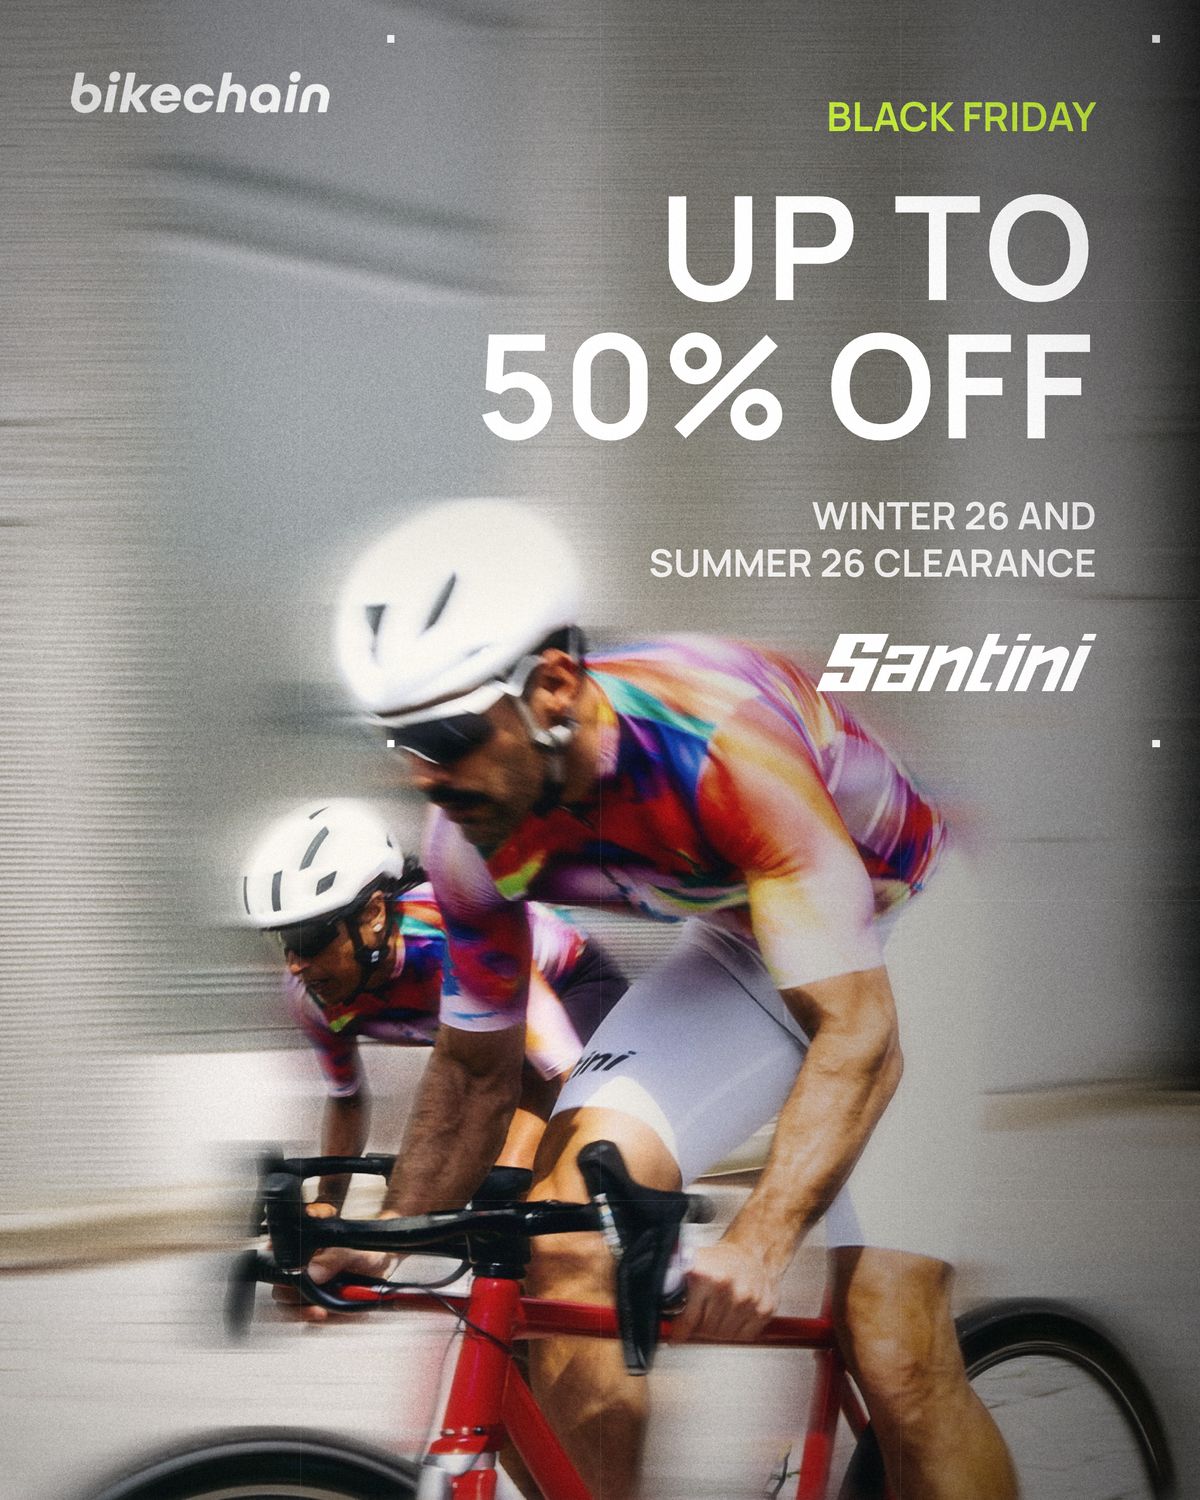 bikechain
BLACK FRIDAY
UP TO
50% OFF
WINTER 26 AND
SUMMER 26 CLEARANCE
Santini